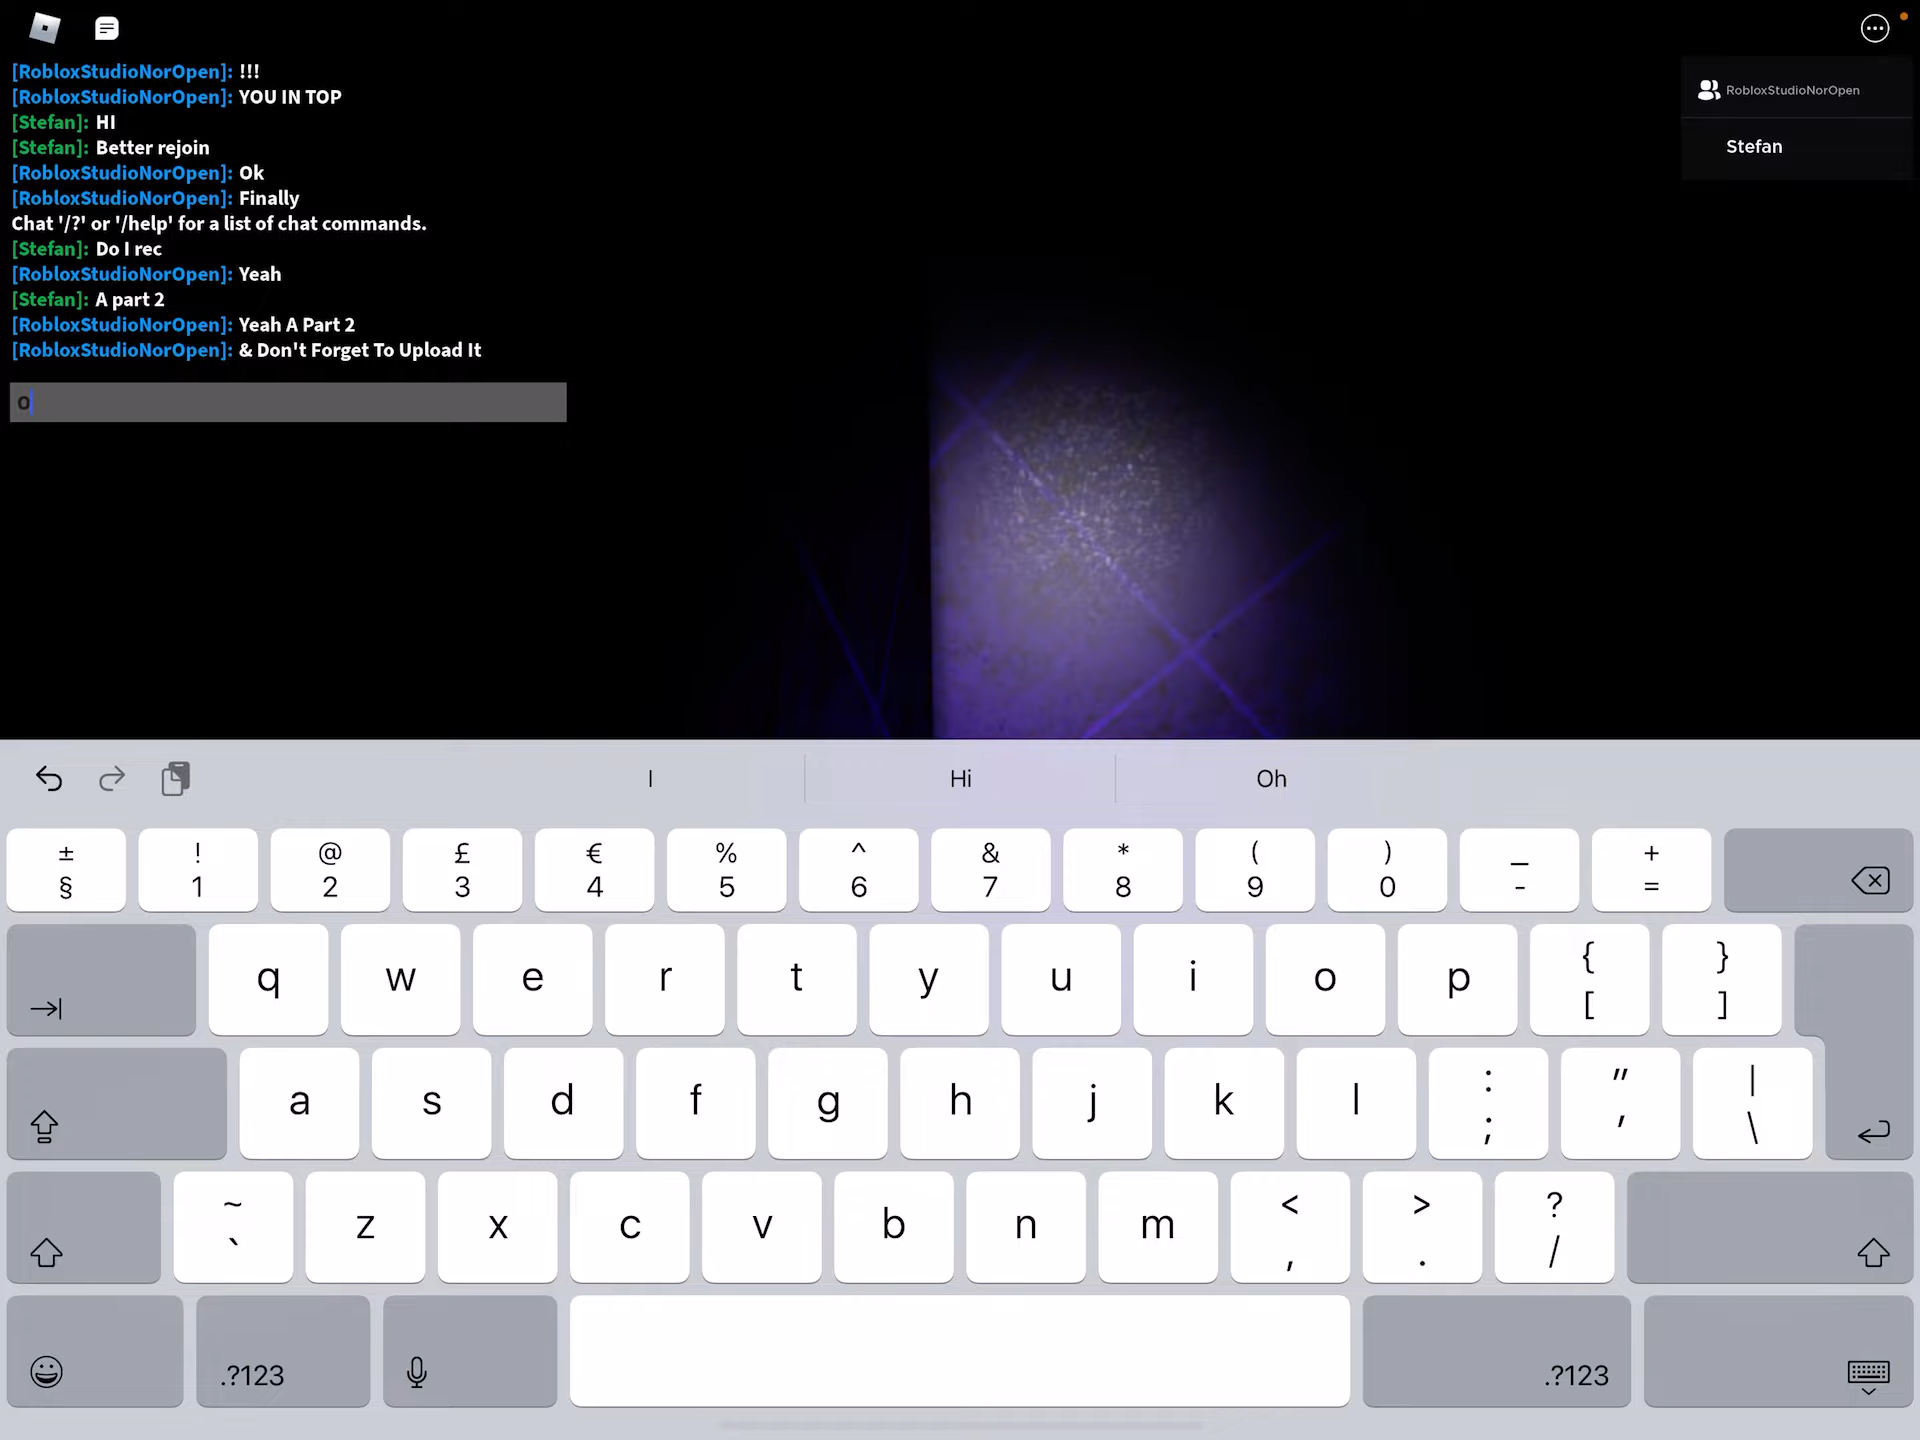 [RobloxStudioNorOpen]: !!!
[RobloxStudioNorOpen]: YOU IN TOP
[Stefan]: HI
[Stefan]: Better rejoin
[RobloxStudioNorOpen]: Ok
[RobloxStudioNorOpen]: Finally
Chat '/?' or '/help' for a list of chat commands.
[Stefan]: Do I rec
[RobloxStudioNorOpen]: Yeah
[Stefan]: A part 2
[RobloxStudioNorOpen]: Yeah A Part 2
[RobloxStudioNorOpen]: & Don't Forget To Upload It
o
RobloxStudioNorOpen
Stefan
I Hi Oh
± ! @ £ € % ^ & * ( ) _ +
§ 1 2 3 4 5 6 7 8 9 0 - =
q w e r t y u i o p { }
[ ]
a s d f g h j k l : " |
; ' \
~ z x c v b n m < > ?
` , . /
.?123 .?123